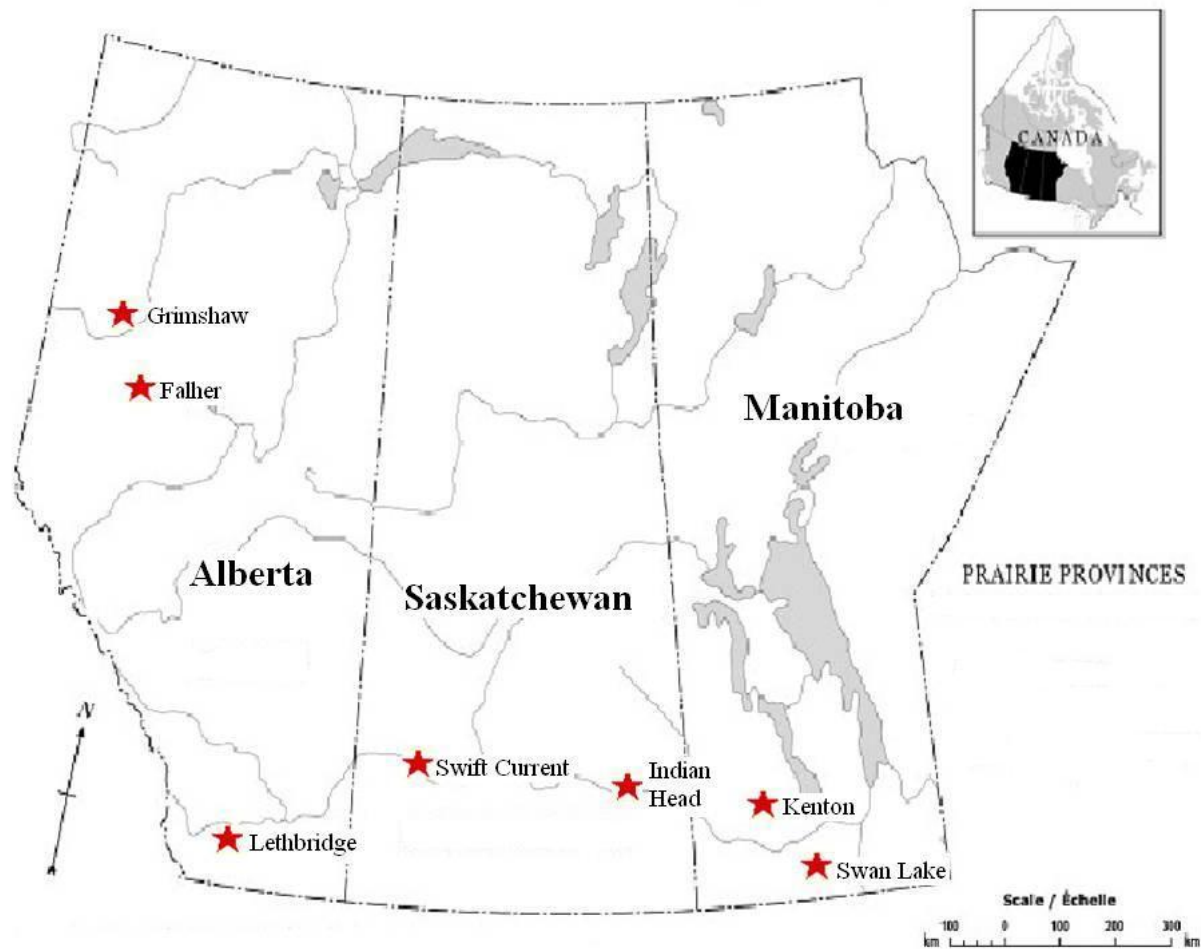 CANADA
Grimshaw
Falher
Manitoba
Alberta
Saskatchewan
PRAIRIE PROVINCES
N
Swift Current
Indian
Head
Kenton
Lethbridge
Swan Lake
Scale / Échelle
100 0 100 200 300
km km